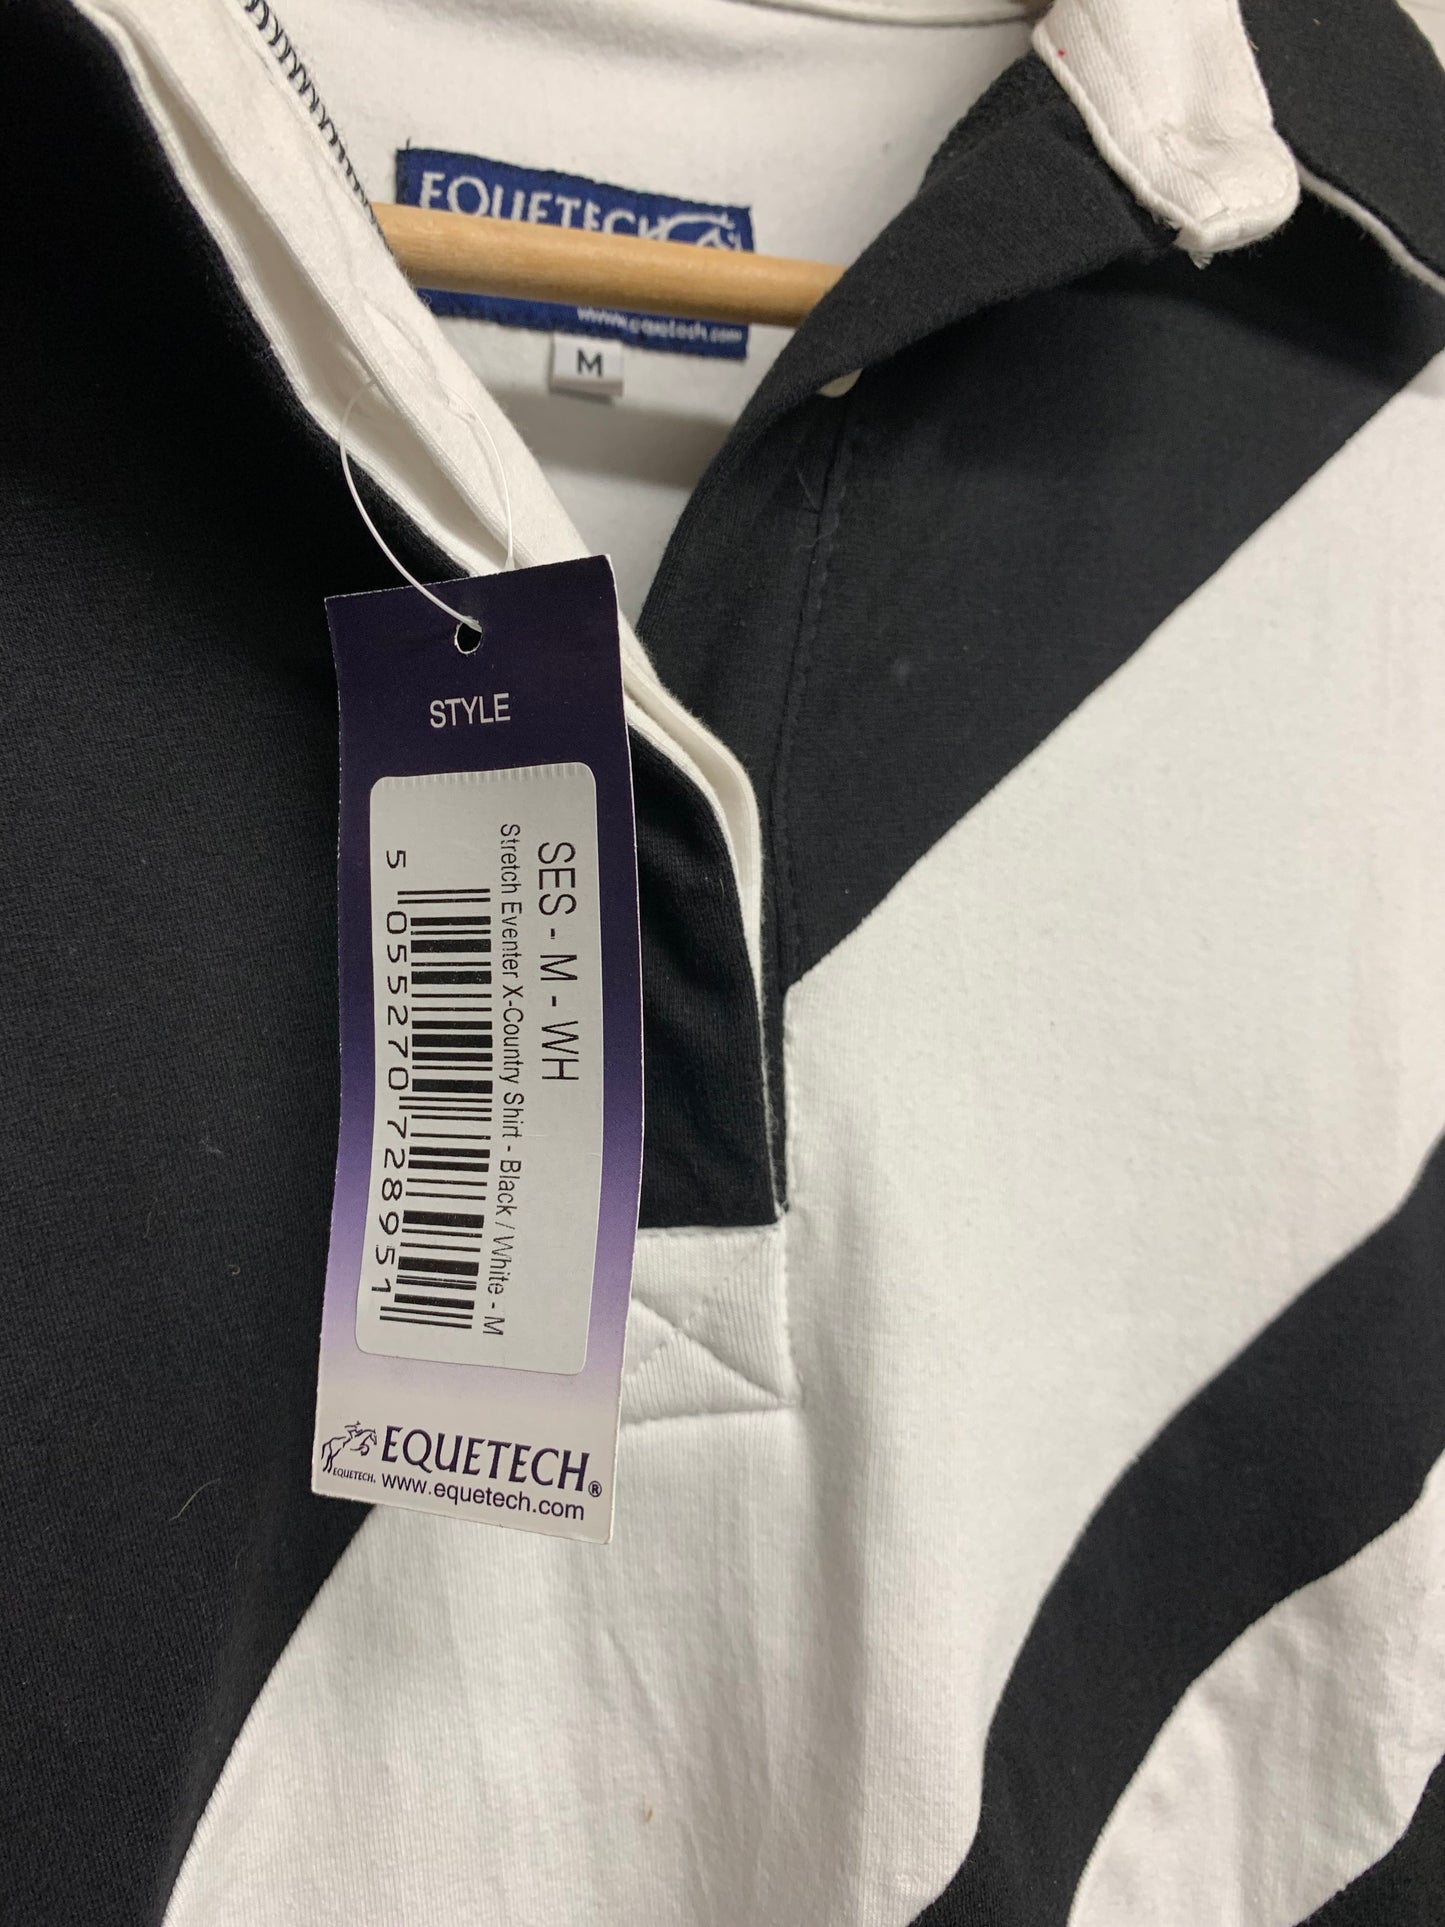 EQUETECH
www.equetech.com
M
STYLE
SES - M - WH
Stretch Eventer X-Country Shirt - Black / White - M
5 055270 728951
EQUETECH®
EQUETECH.
www.equetech.com